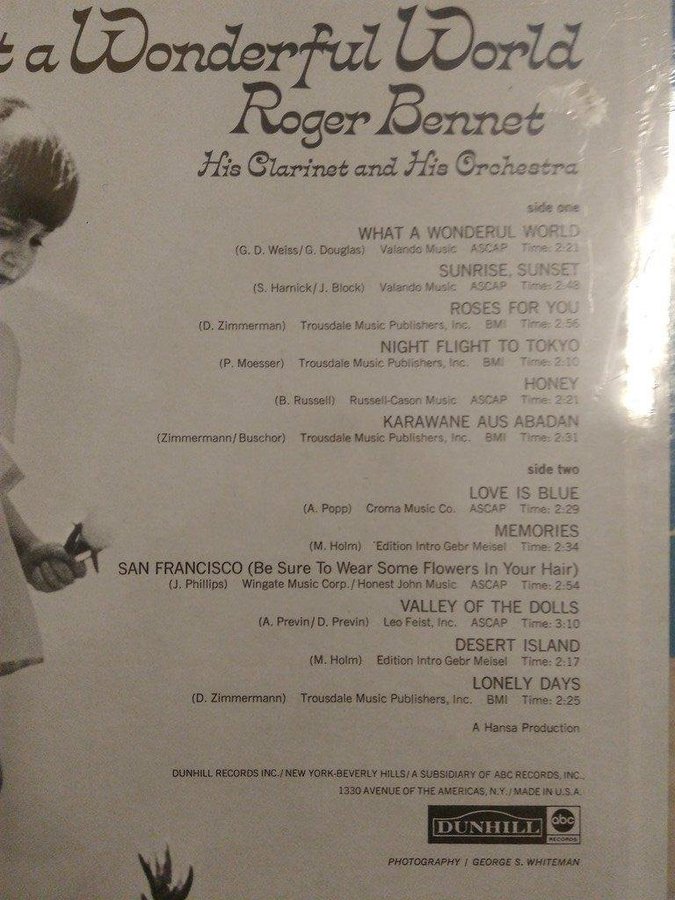 t a Wonderful World
Roger Bennet
His Clarinet and His Orchestra
side one
WHAT A WONDERUL WORLD
(G. D. Weiss/G. Douglas) Valando Music ASCAP Time: 2:21
SUNRISE, SUNSET
(S. Harnick/J. Block) Valando Music ASCAP Time: 2:48
ROSES FOR YOU
(D. Zimmerman) Trousdale Music Publishers, Inc. BMI Time: 2:56
NIGHT FLIGHT TO TOKYO
(P. Moesser) Trousdale Music Publishers, Inc. BMI Time: 2:10
HONEY
(B. Russell) Russell-Cason Music ASCAP Time: 2:21
KARAWANE AUS ABADAN
(Zimmermann/Buschor) Trousdale Music Publishers, Inc. BMI Time: 2:31
side two
LOVE IS BLUE
(A. Popp) Croma Music Co. ASCAP Time: 2:29
MEMORIES
(M. Holm) Edition Intro Gebr Meisel Time: 2:34
SAN FRANCISCO (Be Sure To Wear Some Flowers In Your Hair)
(J. Phillips) Wingate Music Corp./Honest John Music ASCAP Time: 2:54
VALLEY OF THE DOLLS
(A. Previn/D. Previn) Leo Feist, Inc. ASCAP Time: 3:10
DESERT ISLAND
(M. Holm) Edition Intro Gebr Meisel Time: 2:17
LONELY DAYS
(D. Zimmermann) Trousdale Music Publishers, Inc. BMI Time: 2:25
A Hansa Production
DUNHILL RECORDS INC./NEW YORK-BEVERLY HILLS/A SUBSIDIARY OF ABC RECORDS, INC.,
1330 AVENUE OF THE AMERICAS, N.Y./MADE IN U.S.A.
DUNHILL abc
RECORDS
PHOTOGRAPHY / GEORGE S. WHITEMAN